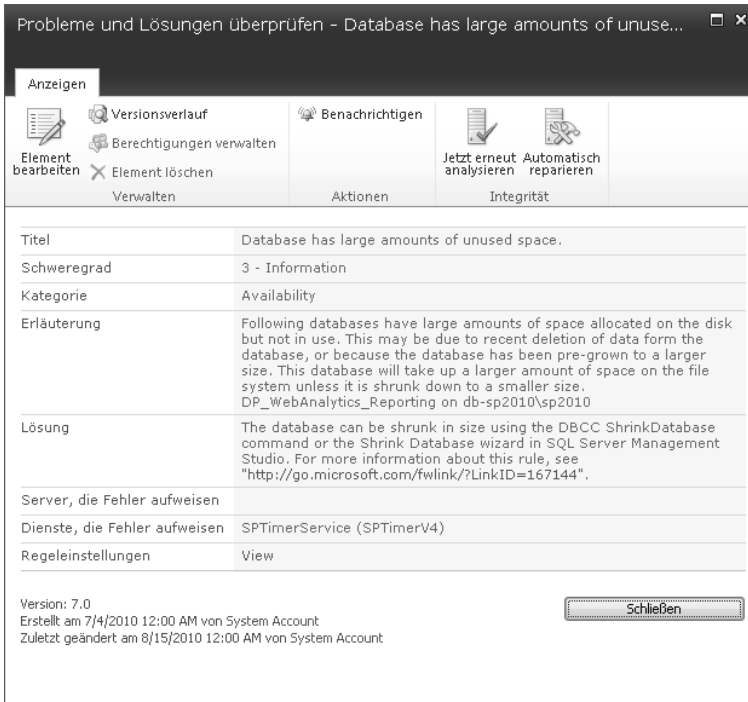 Probleme und Lösungen überprüfen - Database has large amounts of unuse...
Anzeigen
Element bearbeiten
Versionsverlauf
Berechtigungen verwalten
Element löschen
Verwalten
Benachrichtigen
Aktionen
Jetzt erneut analysieren
Automatisch reparieren
Integrität
Titel
Database has large amounts of unused space.
Schweregrad
3 - Information
Kategorie
Availability
Erläuterung
Following databases have large amounts of space allocated on the disk
but not in use. This may be due to recent deletion of data form the
database, or because the database has been pre-grown to a larger
size. This database will take up a larger amount of space on the file
system unless it is shrunk down to a smaller size.
DP_WebAnalytics_Reporting on db-sp2010\sp2010
Lösung
The database can be shrunk in size using the DBCC ShrinkDatabase
command or the Shrink Database wizard in SQL Server Management
Studio. For more information about this rule, see
"http://go.microsoft.com/fwlink/?LinkID=167144".
Server, die Fehler aufweisen
Dienste, die Fehler aufweisen
SPTimerService (SPTimerV4)
Regeleinstellungen
View
Version: 7.0
Erstellt am 7/4/2010 12:00 AM von System Account
Zuletzt geändert am 8/15/2010 12:00 AM von System Account
Schließen